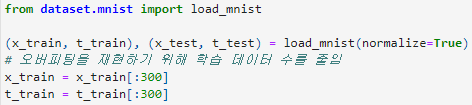 from dataset.mnist import load_mnist
(x_train, t_train), (x_test, t_test) = load_mnist(normalize=True)
# 오버피팅을 재현하기 위해 학습 데이터 수를 줄임
x_train = x_train[:300]
t_train = t_train[:300]